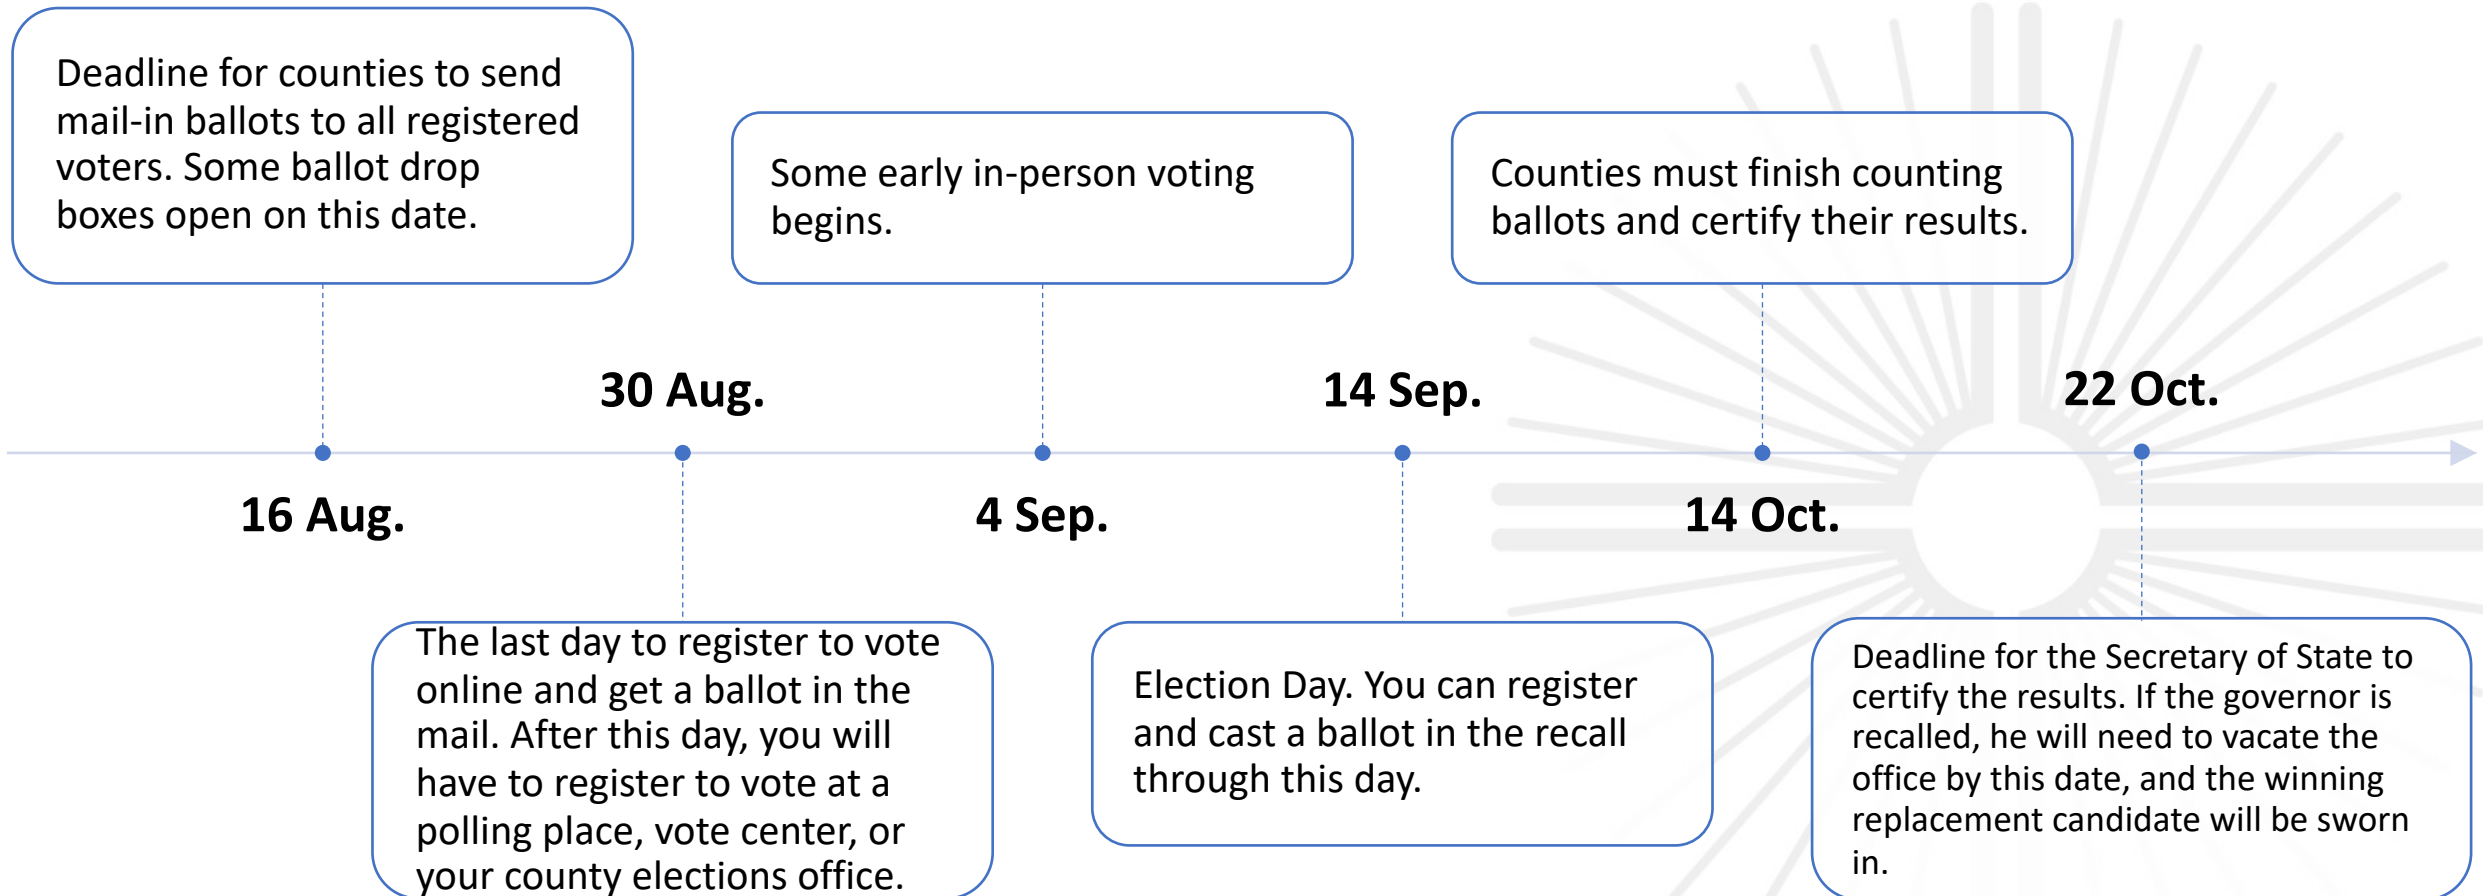 Deadline for counties to send
mail-in ballots to all registered
voters. Some ballot drop
boxes open on this date.
Some early in-person voting
begins.
Counties must finish counting
ballots and certify their results.
30 Aug.
14 Sep.
22 Oct.
16 Aug.
4 Sep.
14 Oct.
The last day to register to vote
online and get a ballot in the
mail. After this day, you will
have to register to vote at a
polling place, vote center, or
your county elections office.
Election Day. You can register
and cast a ballot in the recall
through this day.
Deadline for the Secretary of State to
certify the results. If the governor is
recalled, he will need to vacate the
office by this date, and the winning
replacement candidate will be sworn
in.